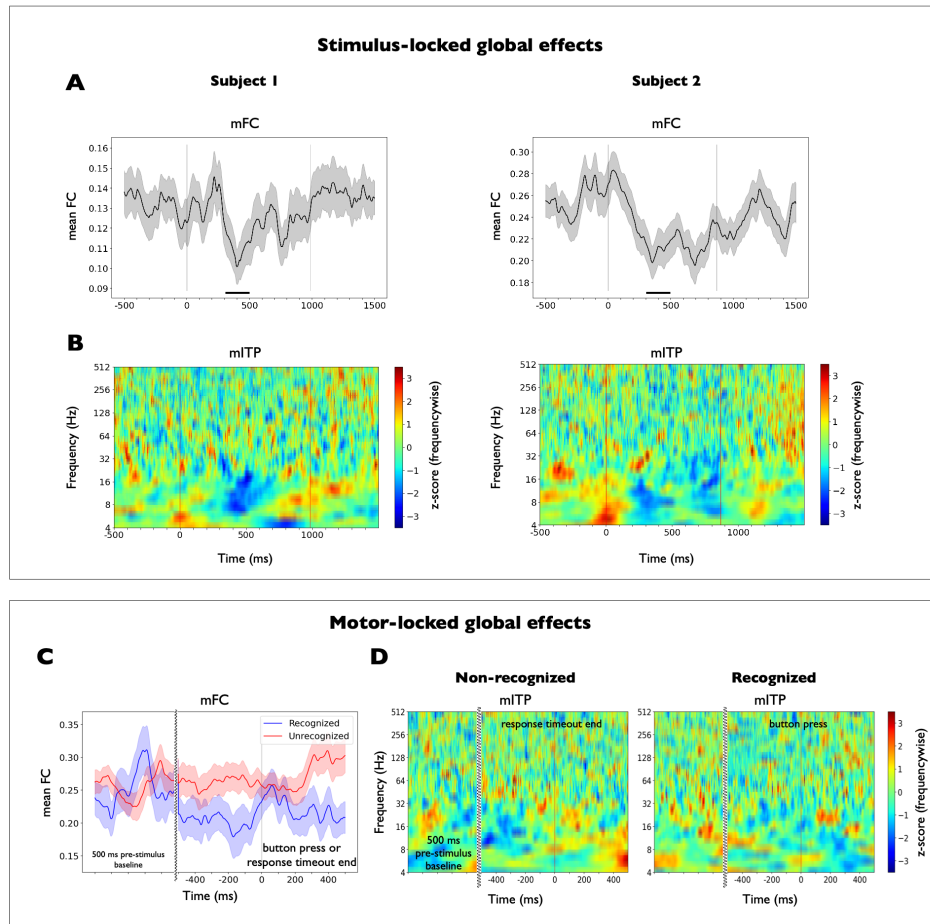 Stimulus-locked global effects
A
Subject 1
Subject 2
mFC
mFC
mean FC
0.16
0.15
0.14
0.13
0.12
0.11
0.10
0.09
-500 0 500 1000 1500
mean FC
0.30
0.28
0.26
0.24
0.22
0.20
0.18
-500 0 500 1000 1500
B
mITP
mITP
Frequency (Hz)
512
256
128
64
32
16
8
4
-500 0 500 1000
Time (ms)
3
2
1
0
−1
−2
−3
z-score (frequencywise)
Frequency (Hz)
512
256
128
64
32
16
8
4
-500 0 500 1000
Time (ms)
3
2
1
0
−1
−2
−3
z-score (frequencywise)
Motor-locked global effects
C
mFC
mean FC
0.35
0.30
0.25
0.20
0.15
Recognized
Unrecognized
500 ms pre-stimulus
baseline
button press or
response timeout end
-400 -200 0 200 400
Time (ms)
D
Non-recognized
Recognized
mITP
mITP
Frequency (Hz)
512
256
128
64
32
16
8
4
response timeout end
500 ms
pre-stimulus
baseline
-400 -200 0 200 400
Time (ms)
512
256
128
64
32
16
8
4
button press
-400 -200 0 200 400
Time (ms)
3
2
1
0
−1
−2
−3
z-score (frequencywise)